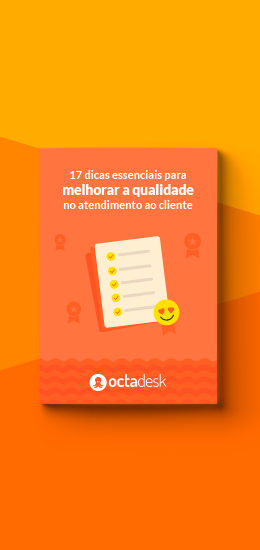 17 dicas essenciais para
melhorar a qualidade
no atendimento ao cliente
octadesk